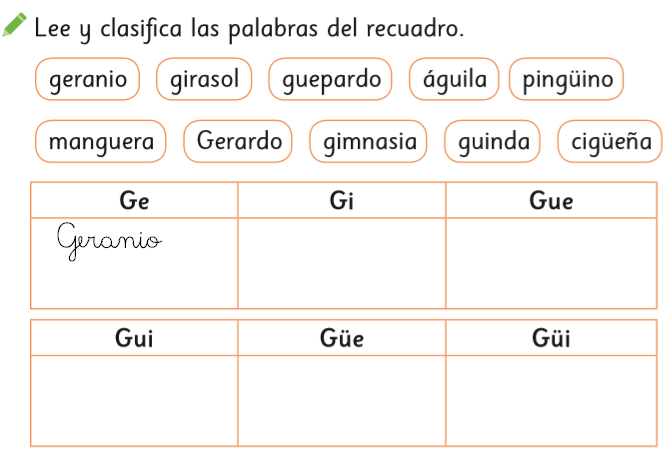 Lee y clasifica las palabras del recuadro.
geranio girasol guepardo águila pingüino
manguera Gerardo gimnasia guinda cigüeña
Ge Gi Gue
Geranio
Gui Güe Güi